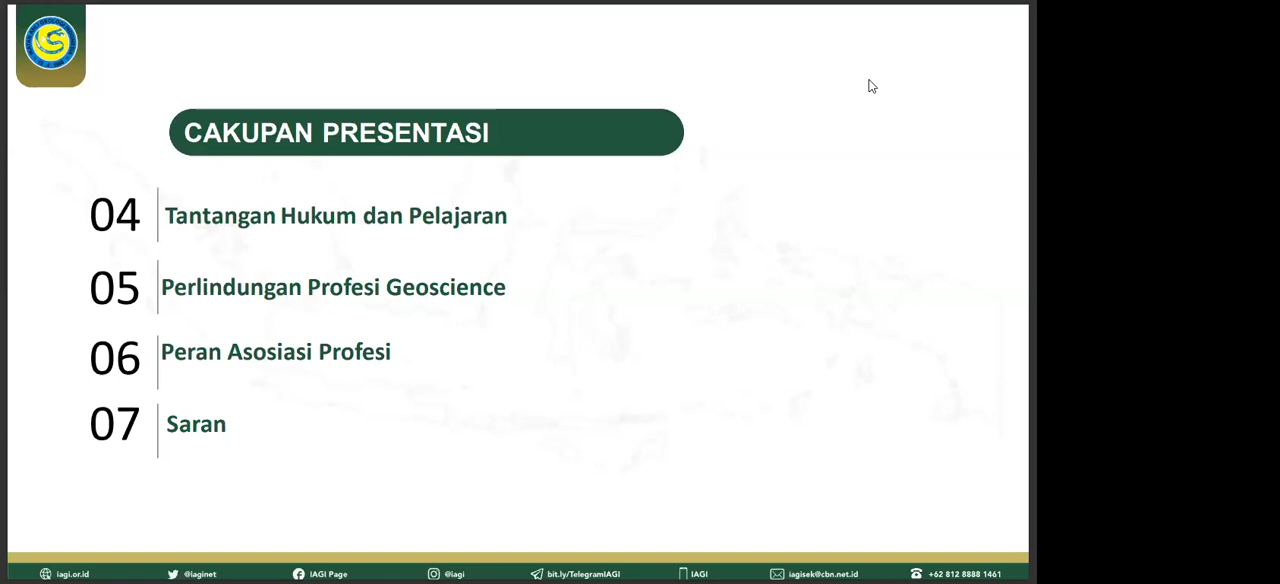 CAKUPAN PRESENTASI
04 Tantangan Hukum dan Pelajaran
05 Perlindungan Profesi Geoscience
06 Peran Asosiasi Profesi
07 Saran
iagi.or.id @iaginet IAGI Page @iagi bit.ly/TelegramIAGI IAGI iagisek@cbn.net.id +62 812 8888 1461